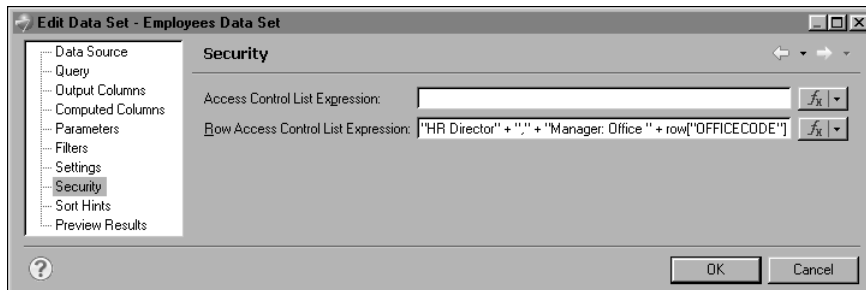 Edit Data Set - Employees Data Set
Data Source
Query
Output Columns
Computed Columns
Parameters
Filters
Settings
Security
Sort Hints
Preview Results
Security
Access Control List Expression:
fx
Row Access Control List Expression: "HR Director" + "," + "Manager: Office " + row["OFFICECODE"]
fx
?
OK Cancel